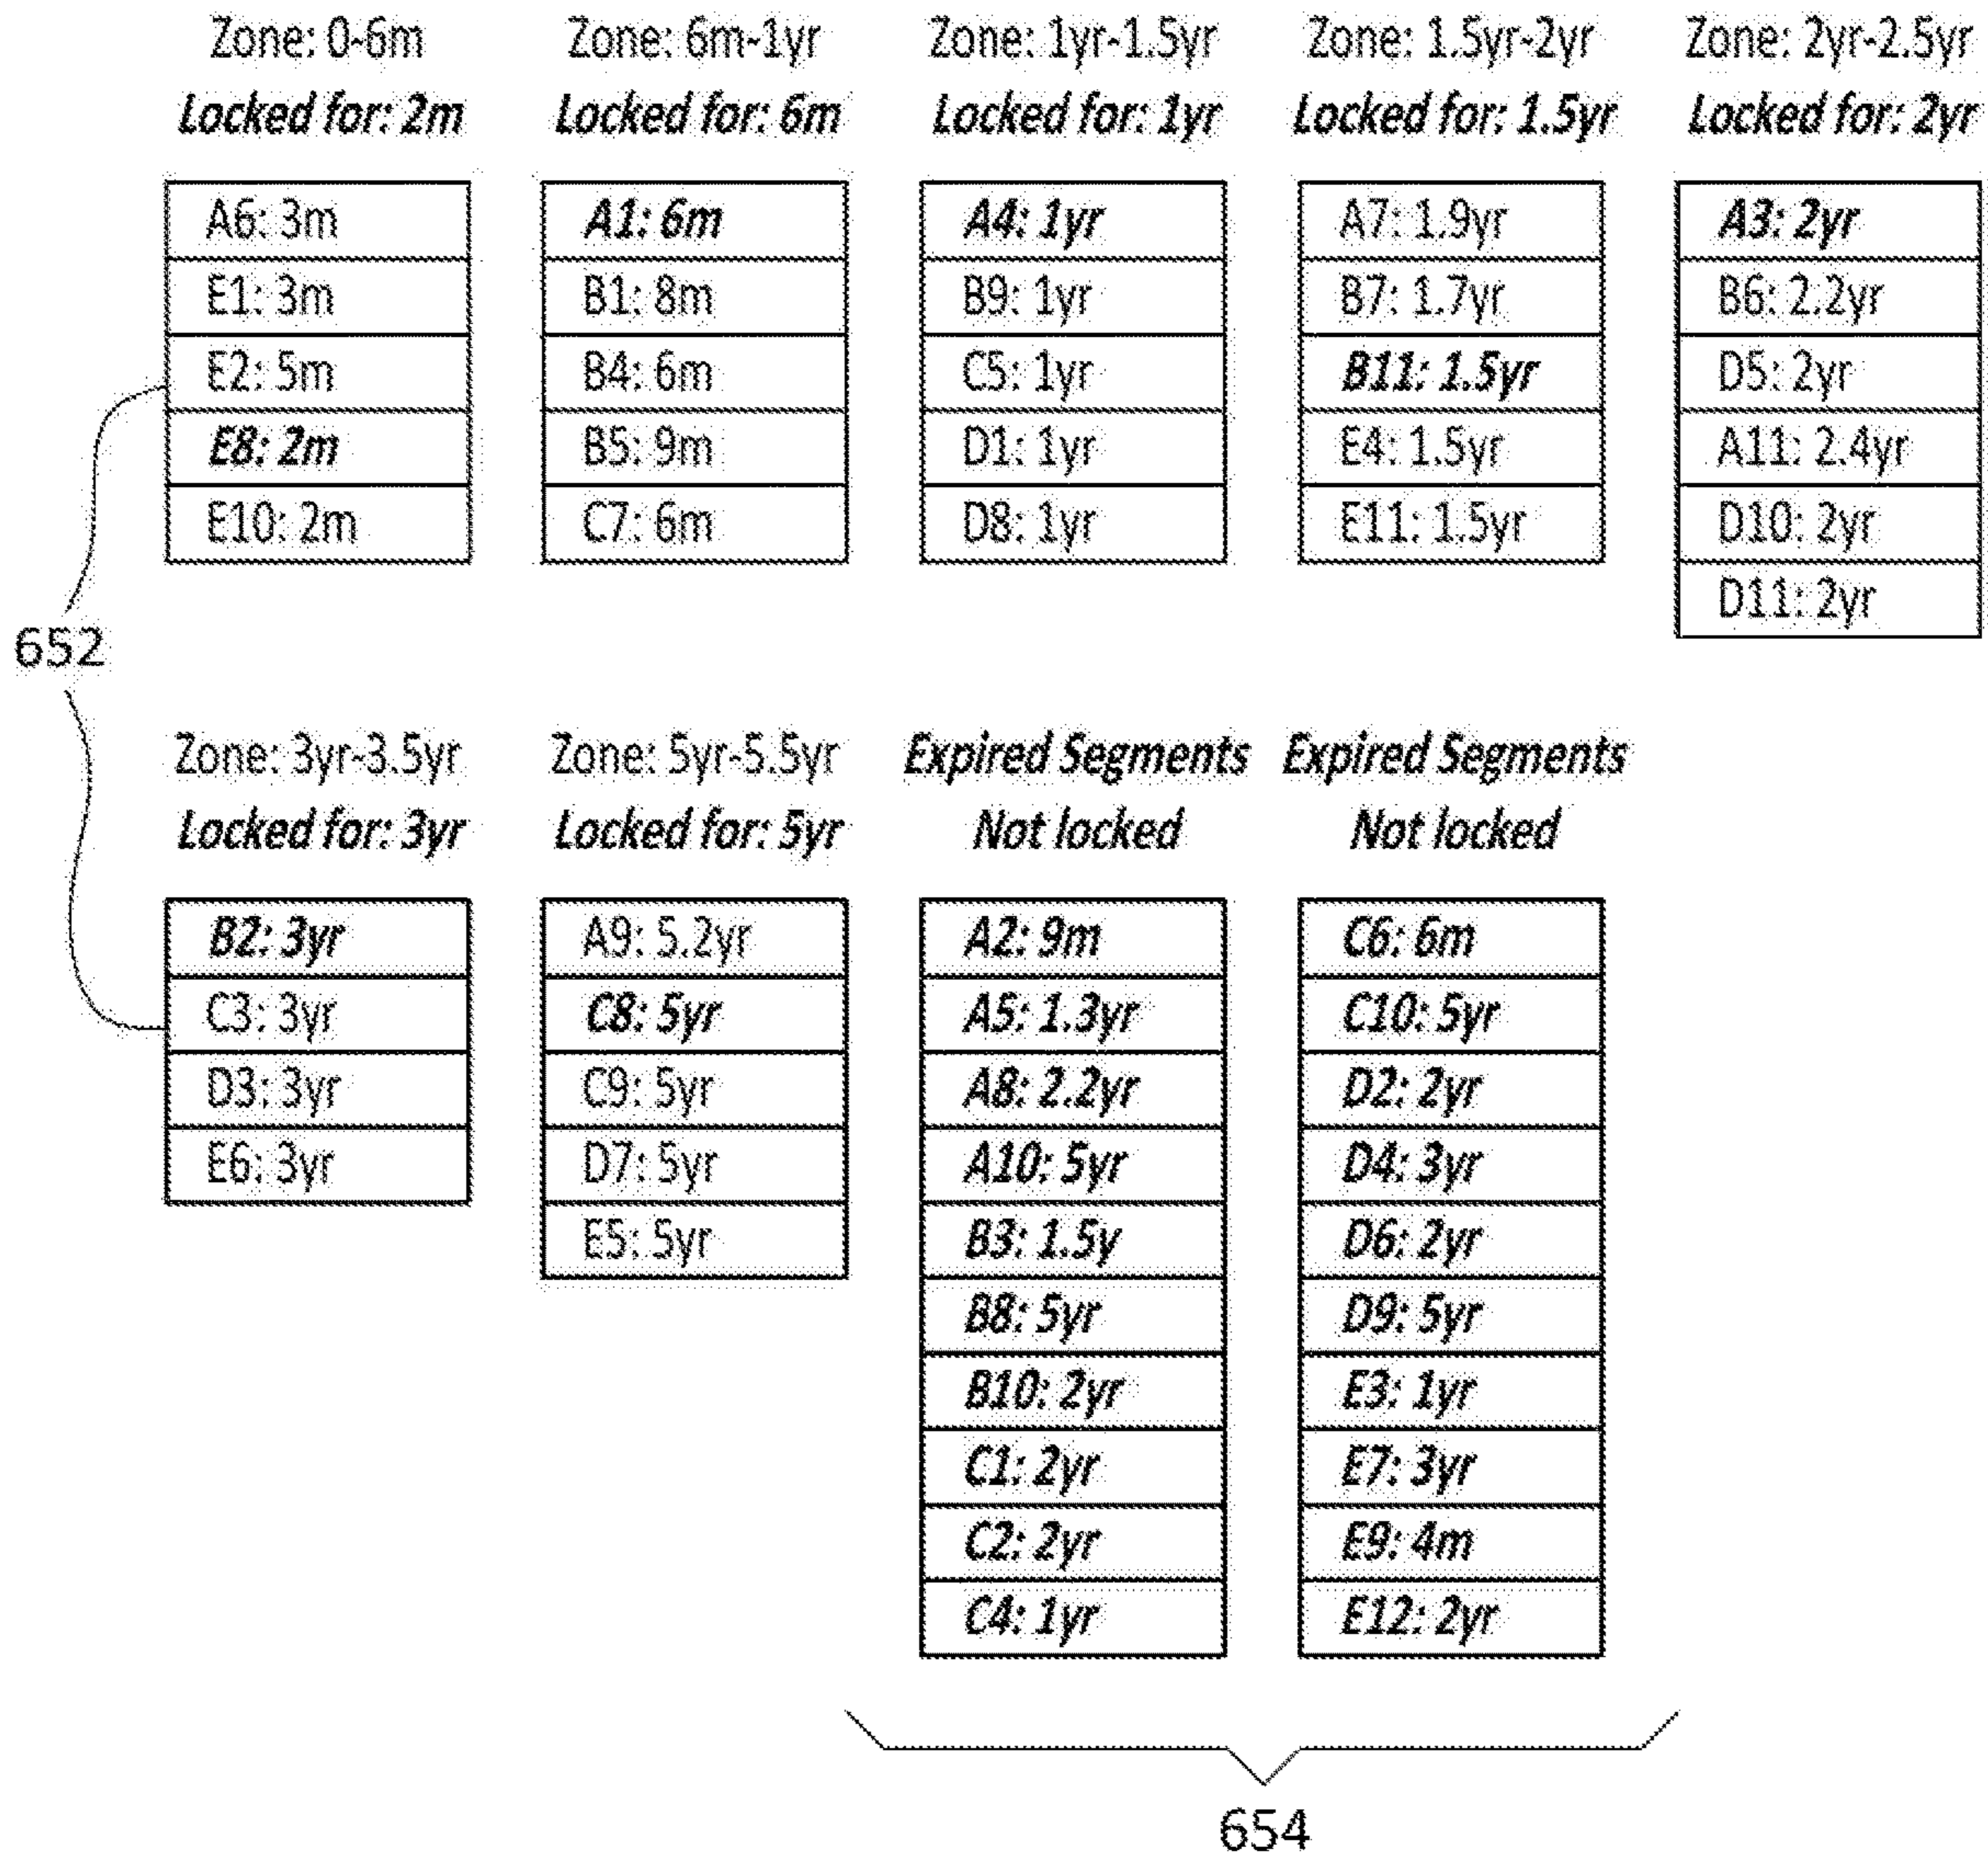 Zone: 0-6m
Locked for: 2m
A6: 3m
E1: 3m
E2: 5m
E8: 2m
E10: 2m
Zone: 6m-1yr
Locked for: 6m
A1: 6m
B1: 8m
B4: 6m
B5: 9m
C7: 6m
Zone: 1yr-1.5yr
Locked for: 1yr
A4: 1yr
B9: 1yr
C5: 1yr
D1: 1yr
D8: 1yr
Zone: 1.5yr-2yr
Locked for: 1.5yr
A7: 1.9yr
B7: 1.7yr
B11: 1.5yr
E4: 1.5yr
E11: 1.5yr
Zone: 2yr-2.5yr
Locked for: 2yr
A3: 2yr
B6: 2.2yr
D5: 2yr
A11: 2.4yr
D10: 2yr
D11: 2yr
652
Zone: 3yr-3.5yr
Locked for: 3yr
B2: 3yr
C3: 3yr
D3: 3yr
E6: 3yr
Zone: 5yr-5.5yr
Locked for: 5yr
A9: 5.2yr
C8: 5yr
C9: 5yr
D7: 5yr
E5: 5yr
Expired Segments
Not locked
A2: 9m
A5: 1.3yr
A8: 2.2yr
A10: 5yr
B3: 1.5y
B8: 5yr
B10: 2yr
C1: 2yr
C2: 2yr
C4: 1yr
Expired Segments
Not locked
C6: 6m
C10: 5yr
D2: 2yr
D4: 3yr
D6: 2yr
D9: 5yr
E3: 1yr
E7: 3yr
E9: 4m
E12: 2yr
654